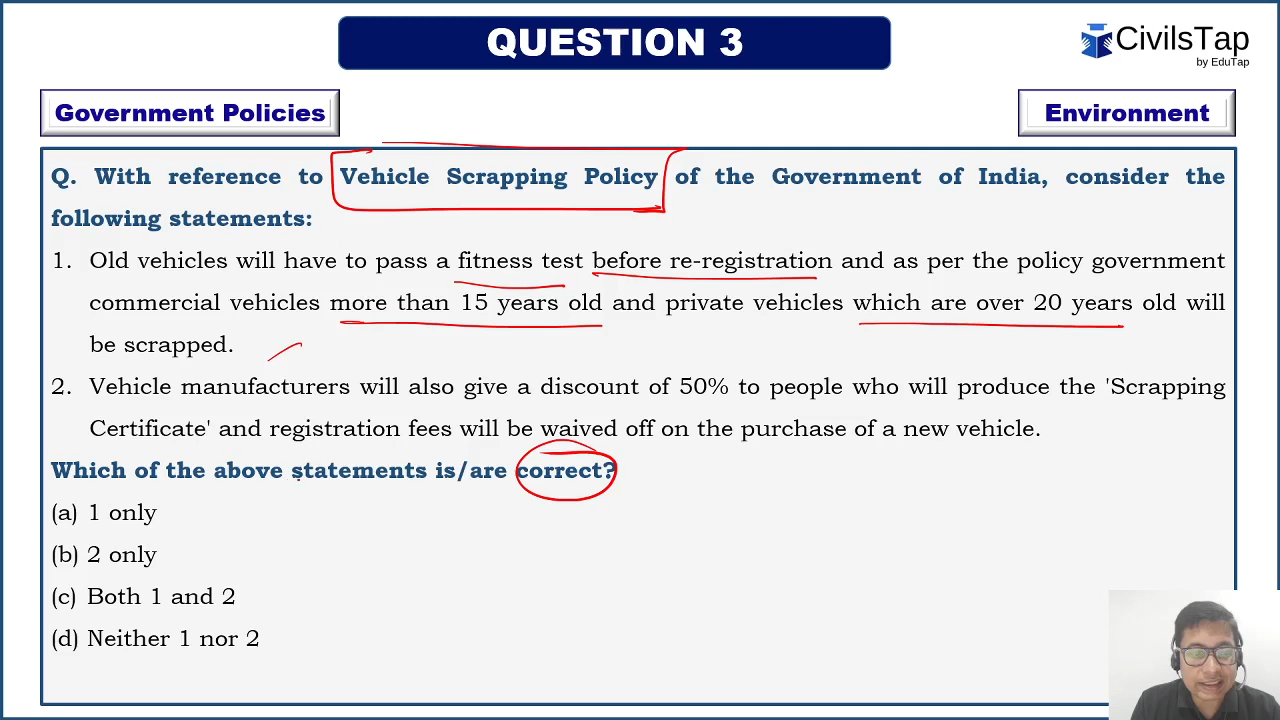 QUESTION 3
CivilsTap
by EduTap
Government Policies
Environment
Q. With reference to Vehicle Scrapping Policy of the Government of India, consider the
following statements:
1. Old vehicles will have to pass a fitness test before re-registration and as per the policy government
commercial vehicles more than 15 years old and private vehicles which are over 20 years old will
be scrapped.
2. Vehicle manufacturers will also give a discount of 50% to people who will produce the 'Scrapping
Certificate' and registration fees will be waived off on the purchase of a new vehicle.
Which of the above statements is/are correct?
(a) 1 only
(b) 2 only
(c) Both 1 and 2
(d) Neither 1 nor 2